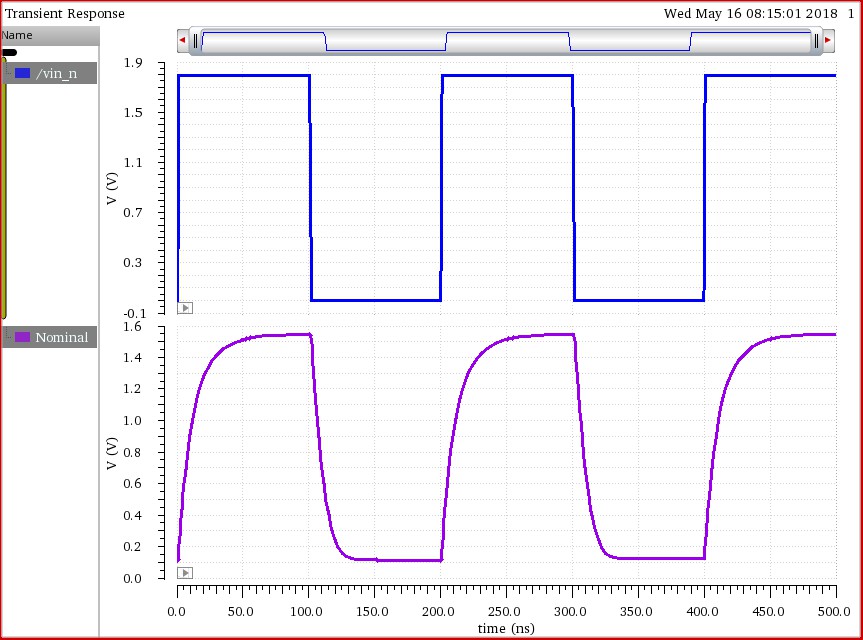 Transient Response
Wed May 16 08:15:01 2018 1
Name
/vin_n
1.9
1.5
1.1
0.7
0.3
-0.1
V (V)
Nominal
1.6
1.4
1.2
1.0
0.8
0.6
0.4
0.2
0.0
V (V)
0.0 50.0 100.0 150.0 200.0 250.0 300.0 350.0 400.0 450.0 500.0
time (ns)